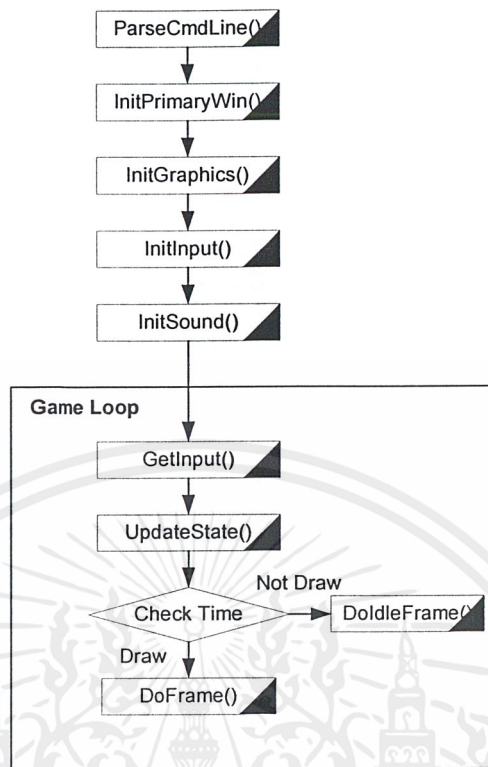 ParseCmdLine()
InitPrimaryWin()
InitGraphics()
InitInput()
InitSound()
Game Loop
GetInput()
UpdateState()
Not Draw
Check Time
DoIdleFrame()
Draw
DoFrame()